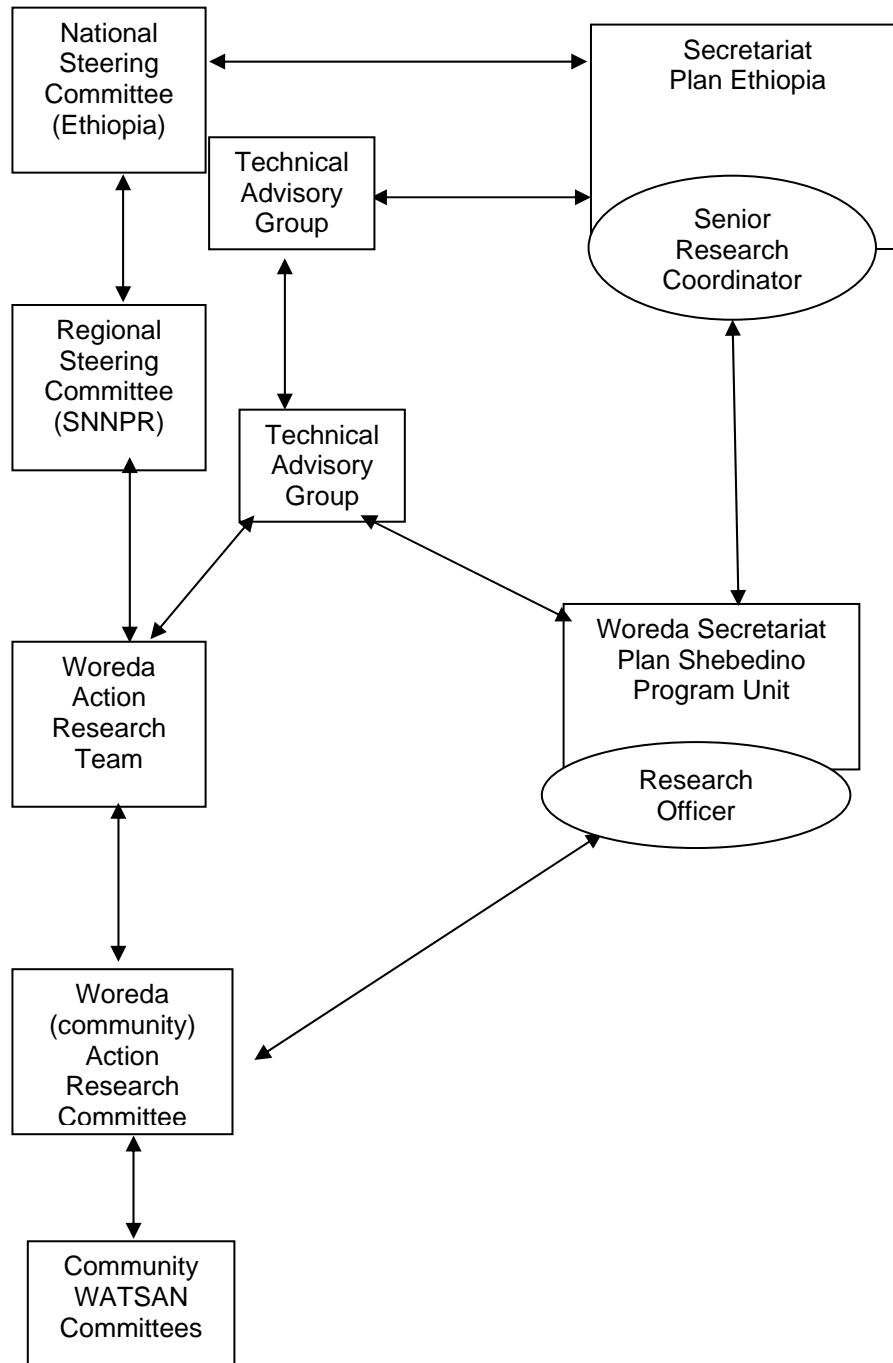 National
Steering
Committee
(Ethiopia)
Secretariat
Plan Ethiopia
Technical
Advisory
Group
Senior
Research
Coordinator
Regional
Steering
Committee
(SNNPR)
Technical
Advisory
Group
Woreda
Action
Research
Team
Woreda Secretariat
Plan Shebedino
Program Unit
Research
Officer
Woreda
(community)
Action
Research
Committee
Community
WATSAN
Committees